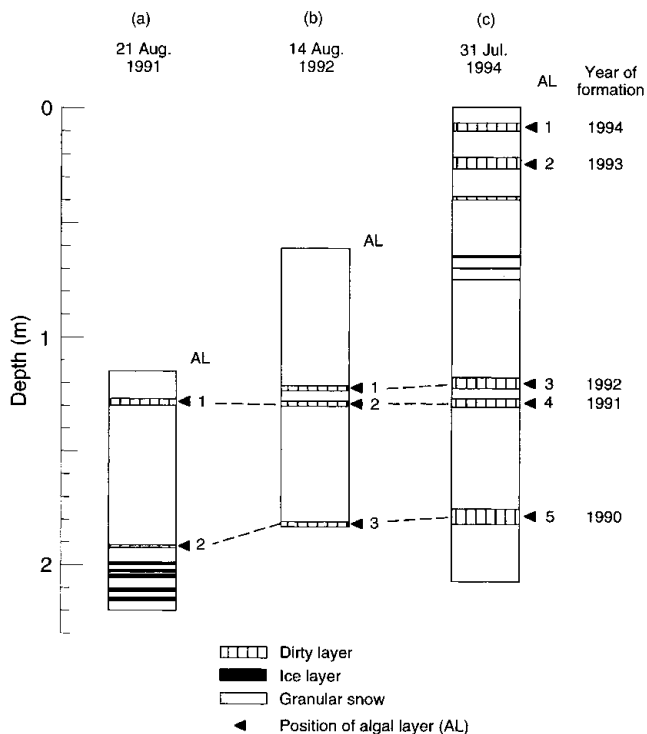 (a) (b) (c)
21 Aug. 14 Aug. 31 Jul. Year of
1991 1992 1994 AL formation
0
1 1994
2 1993
AL
1
AL
3 1992
1 1
2 4 1991
3 5 1990
2
2
Depth (m)
Dirty layer
Ice layer
Granular snow
Position of algal layer (AL)